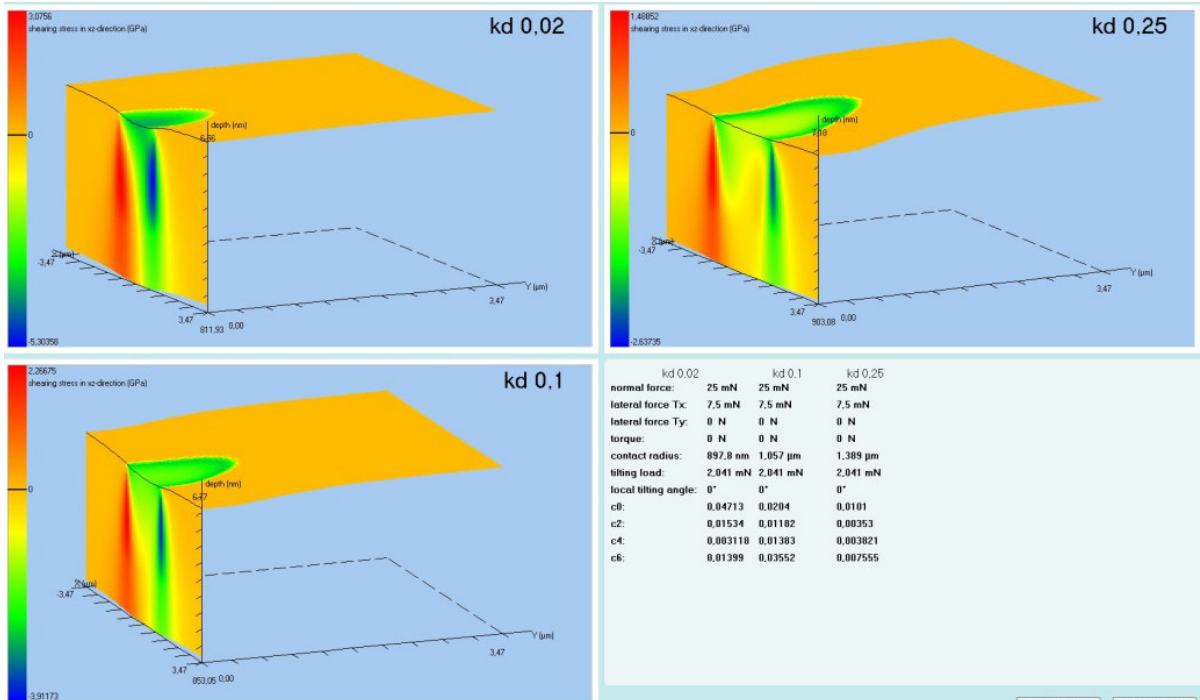 3,0756
shearing stress in xz-direction (GPa)
kd 0,02
0
depth (nm)
-3,47
3,47
811,93
0,00
3,47
Y (µm)
-5,30358
1,48852
shearing stress in xz-direction (GPa)
kd 0,25
0
depth (nm)
-3,47
3,47
903,08
0,00
3,47
Y (µm)
-2,63735
2,26675
shearing stress in xz-direction (GPa)
kd 0,1
0
depth (nm)
-3,47
3,47
853,05
0,00
3,47
Y (µm)
-3,91173
kd 0,02 kd 0,1 kd 0,25
normal force: 25 mN 25 mN 25 mN
lateral force Tx: 7,5 mN 7,5 mN 7,5 mN
lateral force Ty: 0 N 0 N 0 N
torque: 0 N 0 N 0 N
contact radius: 897,8 nm 1,057 µm 1,389 µm
tilting load: 2,041 mN 2,041 mN 2,041 mN
local tilting angle: 0° 0° 0°
c0: 0,04713 0,0204 0,0101
c2: 0,01534 0,01182 0,00353
c4: 0,003118 0,01383 0,003821
c6: 0,01399 0,03552 0,007555